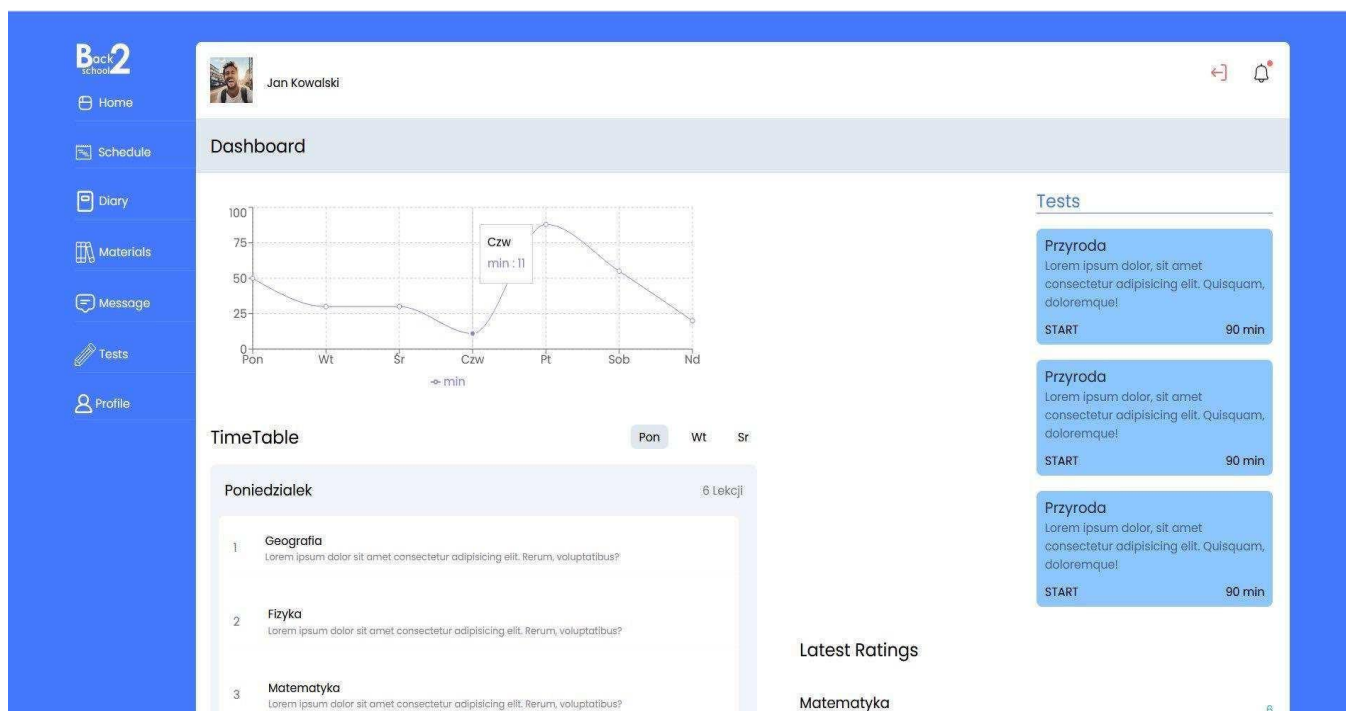 Back 2
school
Home
Schedule
Diary
Materials
Message
Tests
Profile
Jan Kowalski
Dashboard
100
75
50
25
0
Pon Wt Śr Czw Pt Sob Nd
Czw
min : 11
min
TimeTable
Pon Wt Sr
Poniedzialek 6 Lekcji
1 Geografia
Lorem ipsum dolor sit amet consectetur adipisicing elit. Rerum, voluptatibus?
2 Fizyka
Lorem ipsum dolor sit amet consectetur adipisicing elit. Rerum, voluptatibus?
3 Matematyka
Lorem ipsum dolor sit amet consectetur adipisicing elit. Rerum, voluptatibus?
Tests
Przyroda
Lorem ipsum dolor, sit amet
consectetur adipisicing elit. Quisquam,
doloremque!
START 90 min
Przyroda
Lorem ipsum dolor, sit amet
consectetur adipisicing elit. Quisquam,
doloremque!
START 90 min
Przyroda
Lorem ipsum dolor, sit amet
consectetur adipisicing elit. Quisquam,
doloremque!
START 90 min
Latest Ratings
Matematyka 6